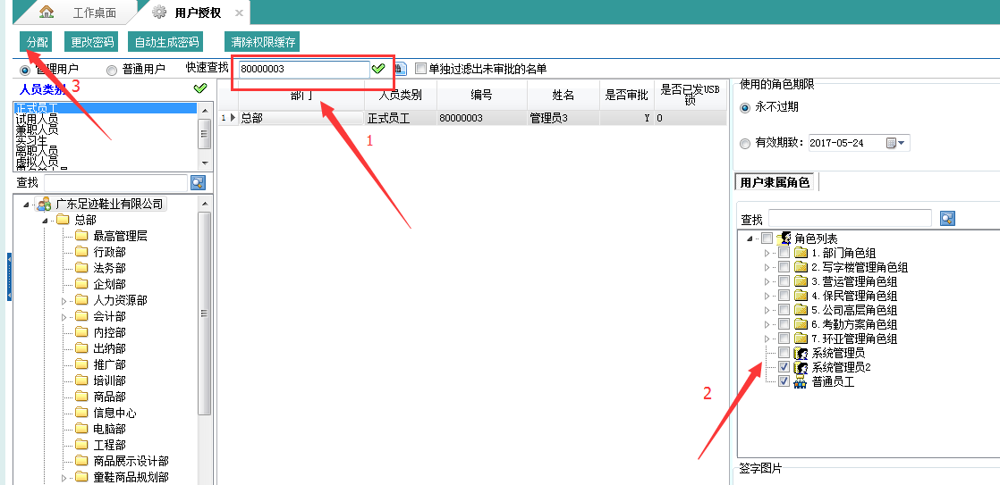 工作桌面
用户授权
分配
更改密码
自动生成密码
清除权限缓存
管理用户
普通用户
快速查找
80000003
单独过滤出未审批的名单
人员类别
3
正式员工
试用人员
兼职人员
实习生
离职人员
虚拟人员
查找
广东足迹鞋业有限公司
总部
最高管理层
行政部
法务部
企划部
人力资源部
会计部
内控部
出纳部
推广部
培训部
商品部
信息中心
电脑部
工程部
商品展示设计部
童鞋商品规划部
部门
人员类别
编号
姓名
是否审批
是否已发USB
锁
1
总部
正式员工
80000003
管理员3
Y
0
1
使用的角色期限
永不过期
有效期致:
2017-05-24
用户隶属角色
查找
角色列表
1.部门角色组
2.写字楼管理角色组
3.营运管理角色组
4.保民管理角色组
5.公司高层角色组
6.考勤方案角色组
7.环亚管理角色组
系统管理员
系统管理员2
普通员工
2
签字图片